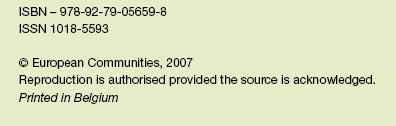 ISBN – 978-92-79-05659-8
ISSN 1018-5593
© European Communities, 2007
Reproduction is authorised provided the source is acknowledged.
Printed in Belgium